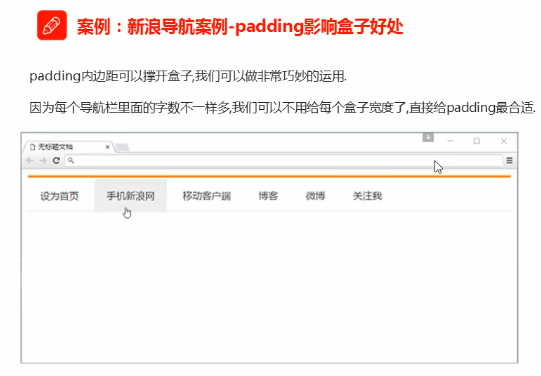 案例：新浪导航案例-padding影响盒子好处
padding内边距可以撑开盒子,我们可以做非常巧妙的运用.
因为每个导航栏里面的字数不一样多,我们可以不用给每个盒子宽度了,直接给padding最合适.
无标题文档
设为首页 手机新浪网 移动客户端 博客 微博 关注我